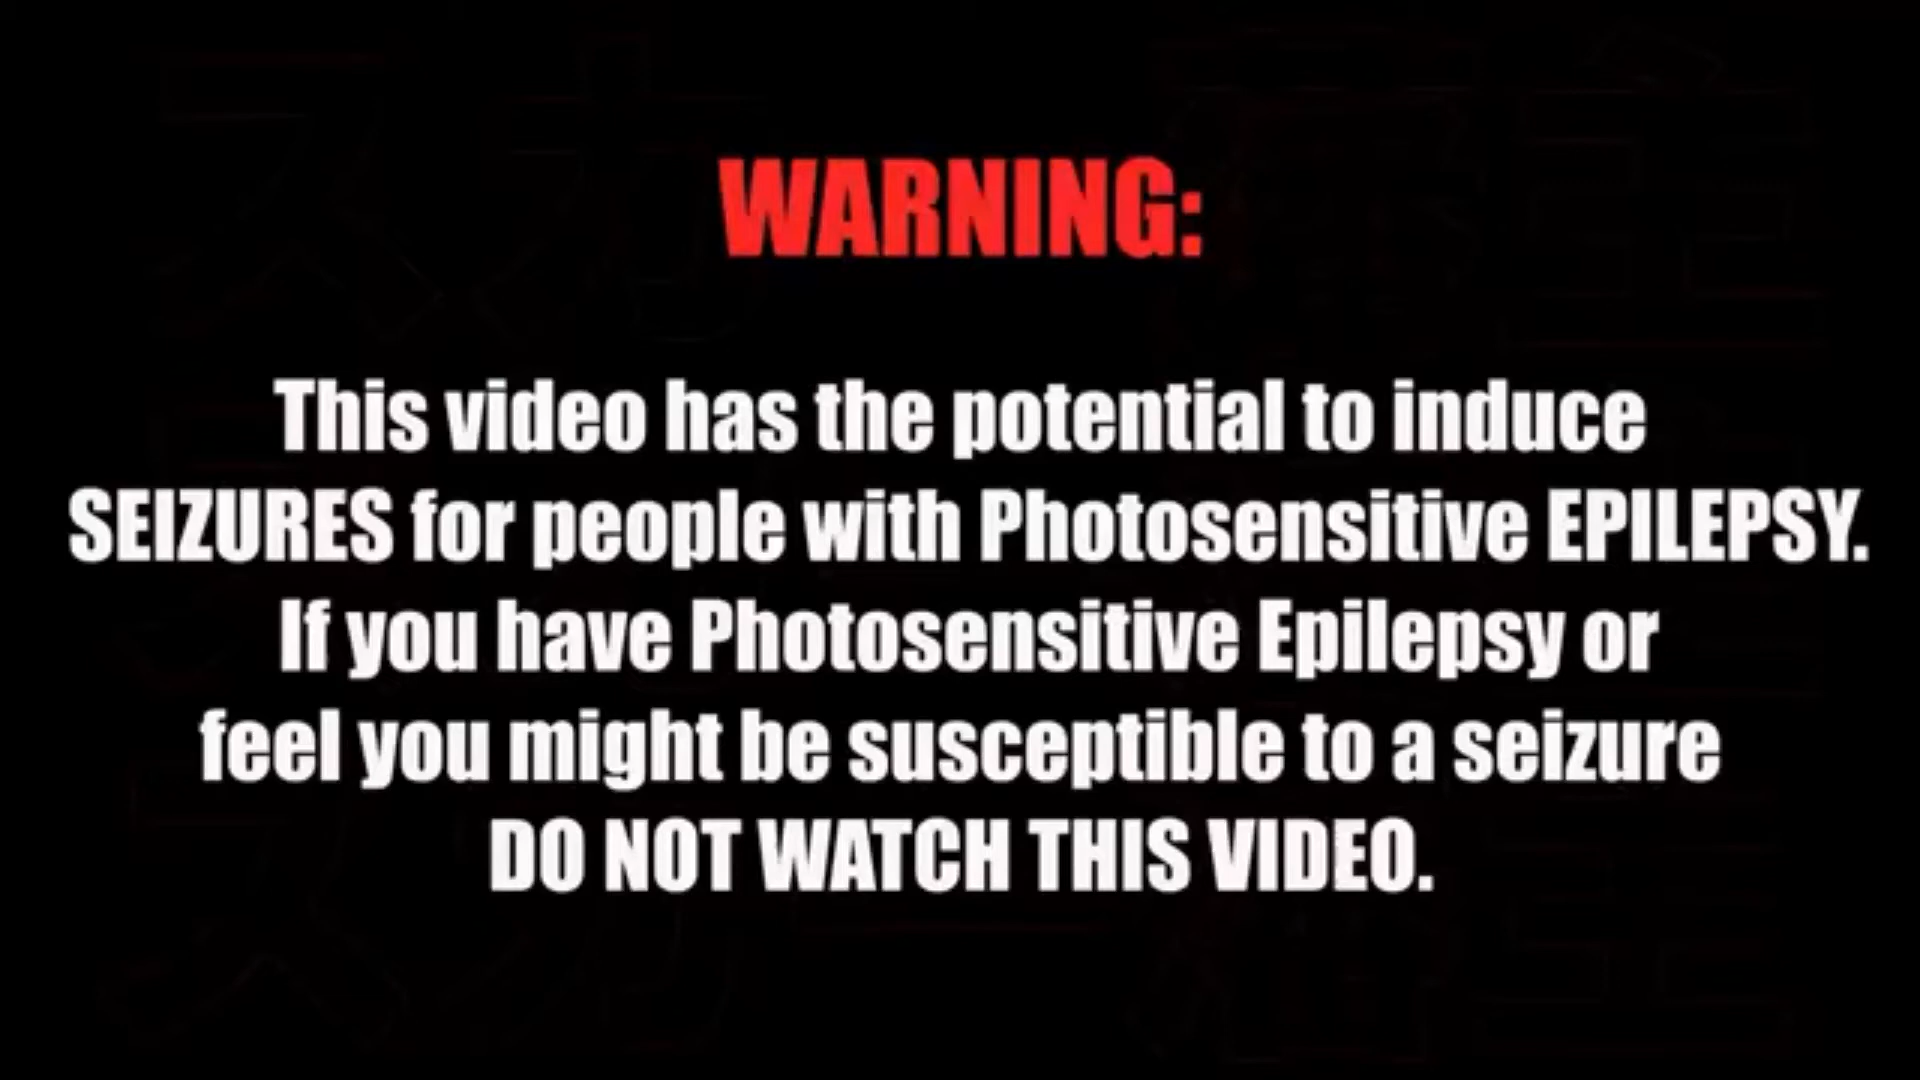 WARNING:
This video has the potential to induce
SEIZURES for people with Photosensitive EPILEPSY.
If you have Photosensitive Epilepsy or
feel you might be susceptible to a seizure
DO NOT WATCH THIS VIDEO.